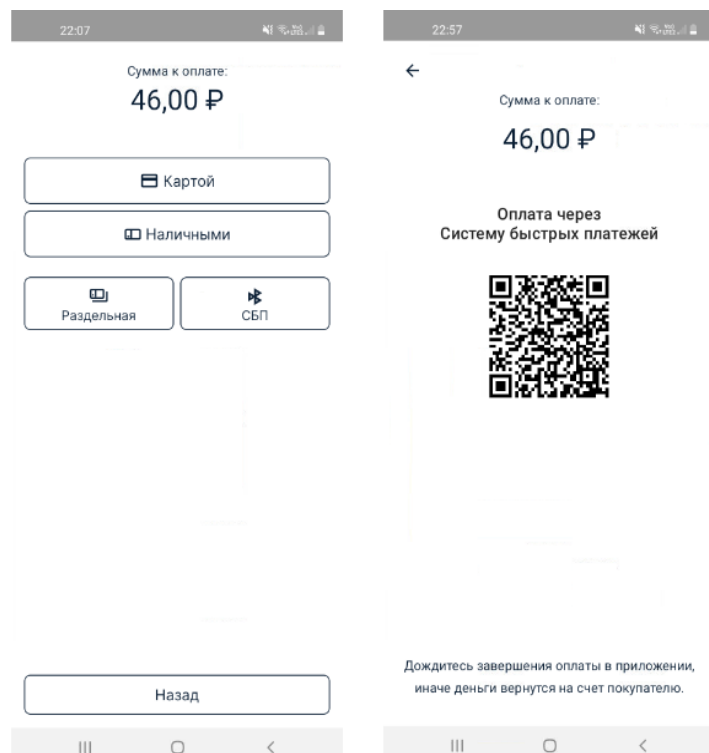 22:07
Сумма к оплате:
46,00 ₽
Картой
Наличными
Раздельная
СБП
Назад
22:57
Сумма к оплате:
46,00 ₽
Оплата через
Систему быстрых платежей
Дождитесь завершения оплаты в приложении,
иначе деньги вернутся на счет покупателю.